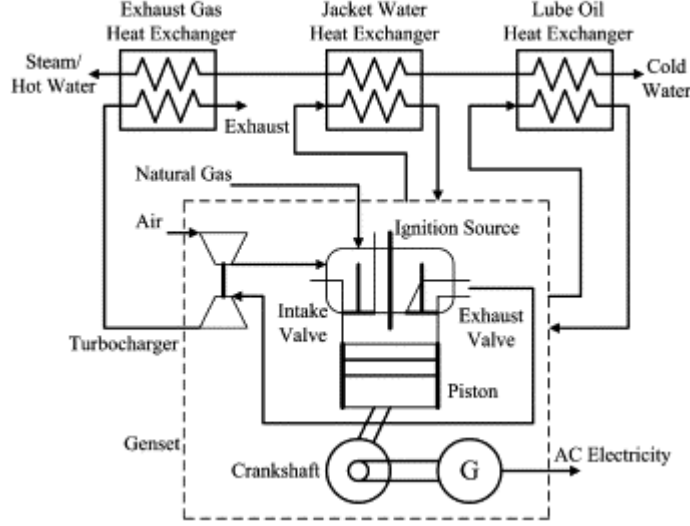 Exhaust Gas
Heat Exchanger
Jacket Water
Heat Exchanger
Lube Oil
Heat Exchanger
Steam/
Hot Water
Cold
Water
Exhaust
Natural Gas
Air
Ignition Source
Intake
Valve
Exhaust
Valve
Turbocharger
Piston
Genset
Crankshaft
G
AC Electricity